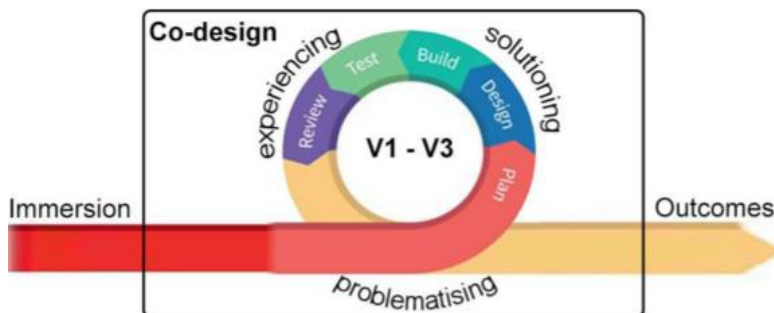 Co-design
experiencing
solutioning
Test
Build
Review
Design
V1 - V3
Plan
Immersion
Outcomes
problematising